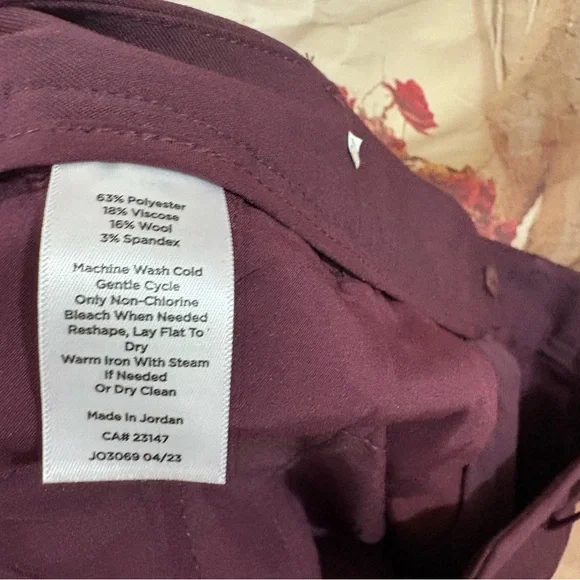 63% Polyester
18% Viscose
16% Wool
3% Spandex
Machine Wash Cold
Gentle Cycle
Only Non-Chlorine
Bleach When Needed
Reshape, Lay Flat To
Dry
Warm Iron With Steam
If Needed
Or Dry Clean
Made In Jordan
CA# 23147
JO3069 04/23